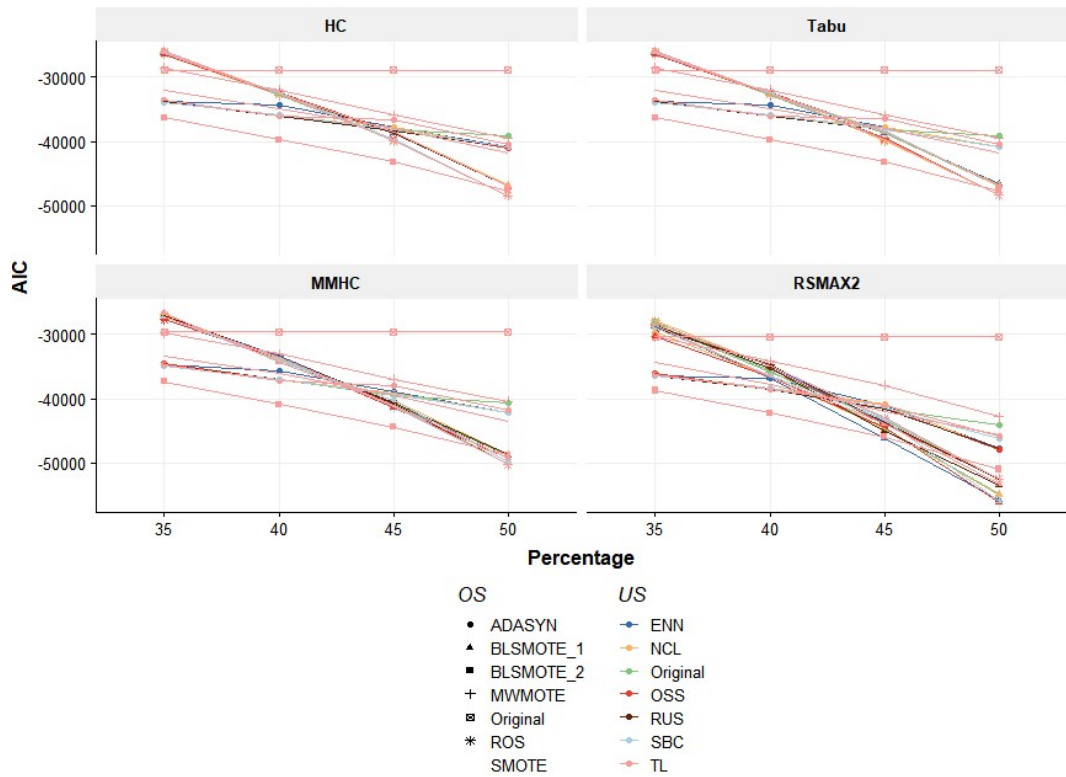 HC
Tabu
-30000
-40000
-50000
MMHC
RSMAX2
-30000
-40000
-50000
AIC
35 40 45 50 35 40 45 50
Percentage
OS
ADASYN
BLSMOTE_1
BLSMOTE_2
MWMOTE
Original
ROS
SMOTE
US
ENN
NCL
Original
OSS
RUS
SBC
TL